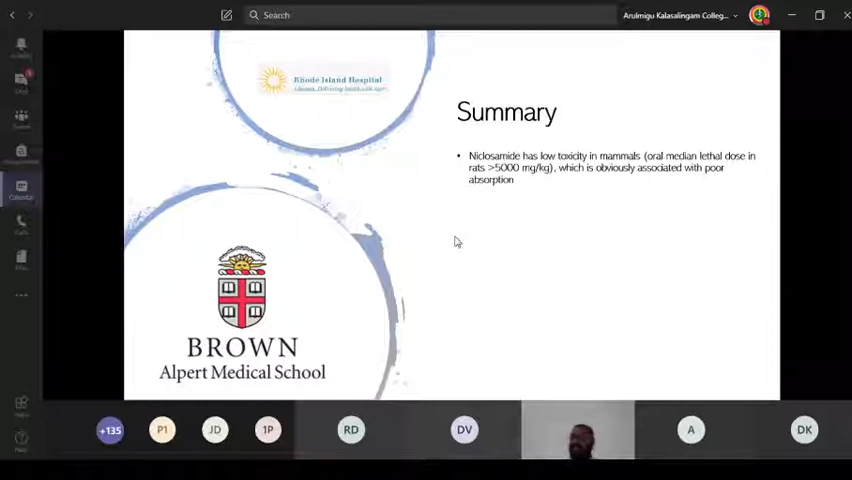 Search
Arulmigu Kalasalingam Colleg...
Rhode Island Hospital
Summary
• Niclosamide has low toxicity in mammals (oral median lethal dose in
rats >5000 mg/kg), which is obviously associated with poor
absorption
BROWN
Alpert Medical School
+135
P1
JD
1P
RD
DV
A
DK